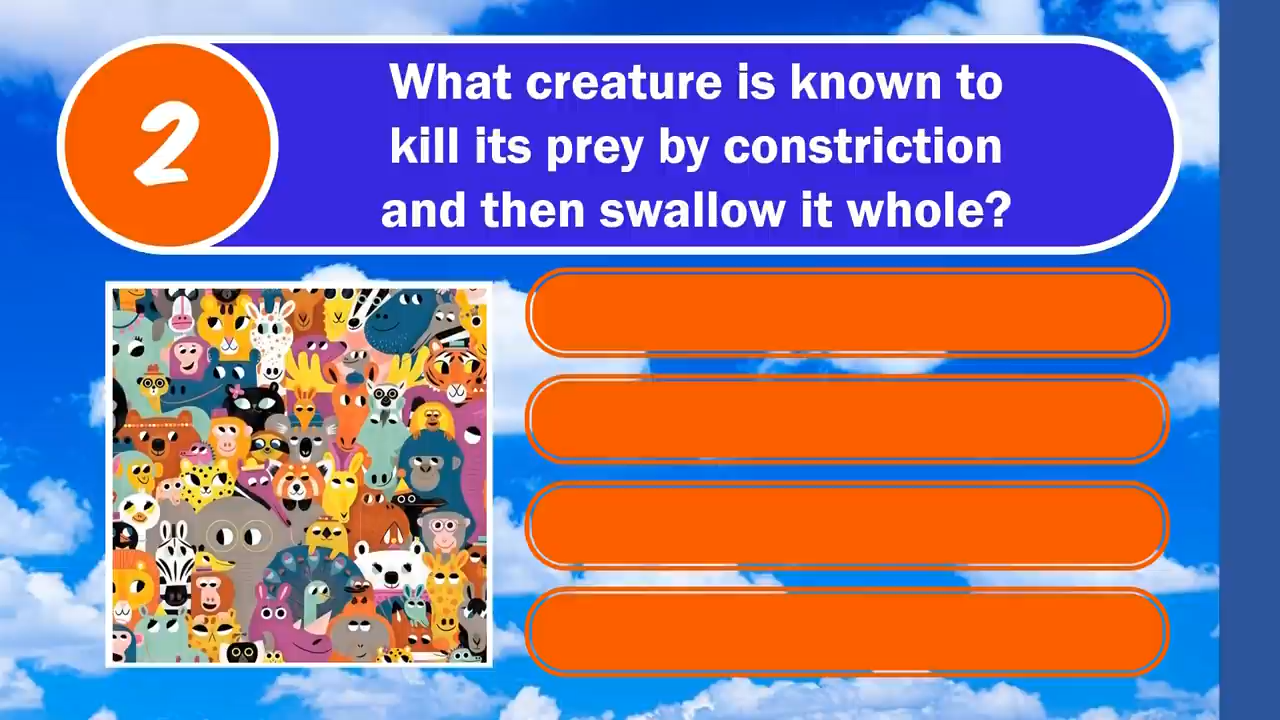 2
What creature is known to
kill its prey by constriction
and then swallow it whole?